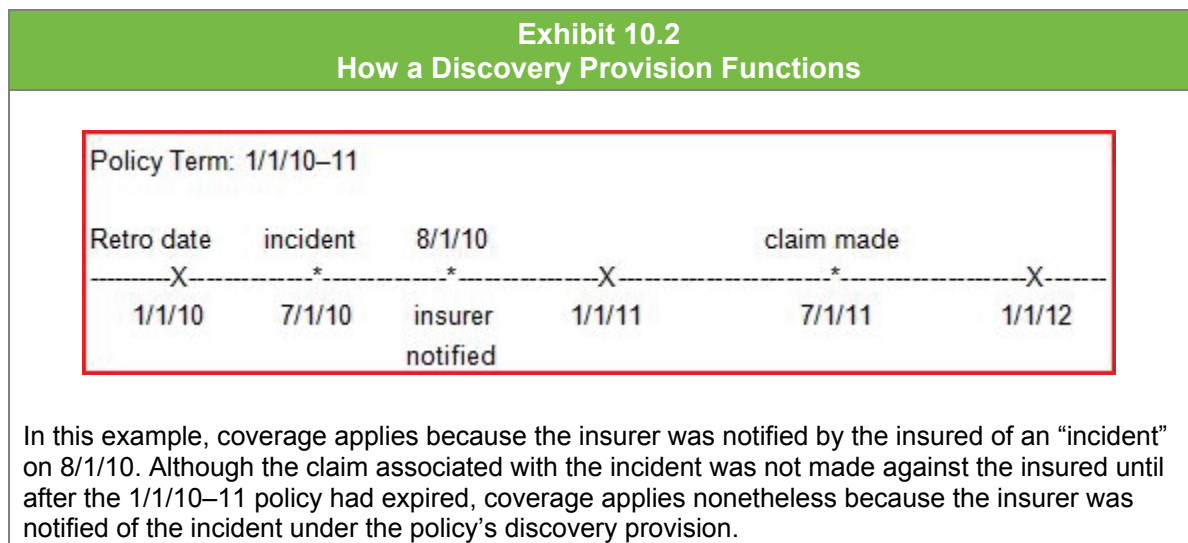 Exhibit 10.2
How a Discovery Provision Functions
Policy Term: 1/1/10–11
Retro date incident 8/1/10 claim made
---------X--------------*--------------*----------------X-------------------------*---------------------X-------
1/1/10 7/1/10 insurer 1/1/11 7/1/11 1/1/12
notified
In this example, coverage applies because the insurer was notified by the insured of an “incident”
on 8/1/10. Although the claim associated with the incident was not made against the insured until
after the 1/1/10–11 policy had expired, coverage applies nonetheless because the insurer was
notified of the incident under the policy’s discovery provision.